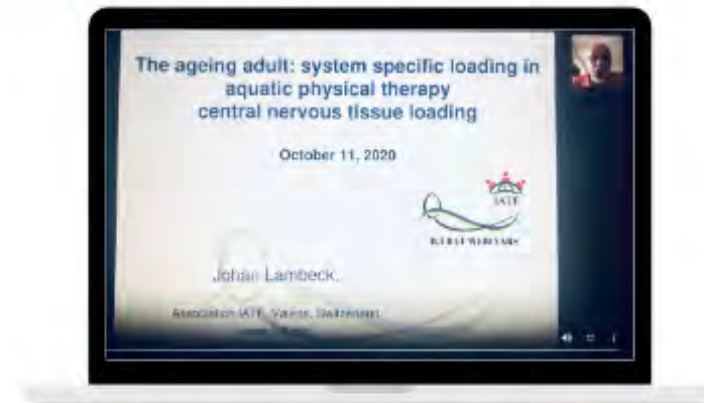 The ageing adult: system specific loading in
aquatic physical therapy
central nervous tissue loading
October 11, 2020
IATF
Johan Lambeck,
Association IATF, Valens, Switzerland